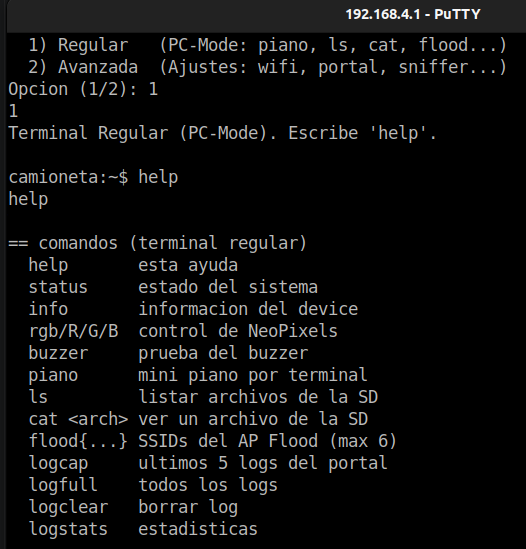 192.168.4.1 - PuTTY
1) Regular (PC-Mode: piano, ls, cat, flood...)
2) Avanzada (Ajustes: wifi, portal, sniffer...)
Opcion (1/2): 1
1
Terminal Regular (PC-Mode). Escribe 'help'.
camioneta:~$ help
help
== comandos (terminal regular)
help esta ayuda
status estado del sistema
info informacion del device
rgb/R/G/B control de NeoPixels
buzzer prueba del buzzer
piano mini piano por terminal
ls listar archivos de la SD
cat <arch> ver un archivo de la SD
flood{...} SSIDs del AP Flood (max 6)
logcap ultimos 5 logs del portal
logfull todos los logs
logclear borrar log
logstats estadisticas